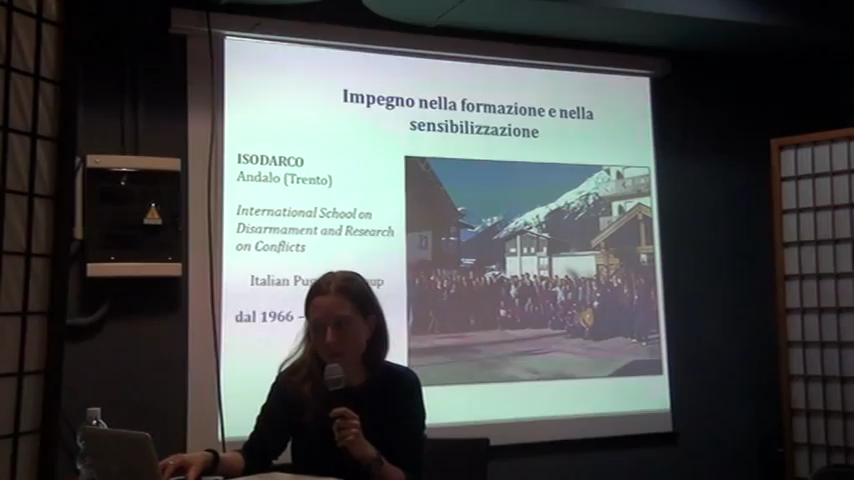 Impegno nella formazione e nella
sensibilizzazione
ISODARCO
Andalo (Trento)
International School on
Disarmament and Research
on Conflicts
Italian
dal 1966 –